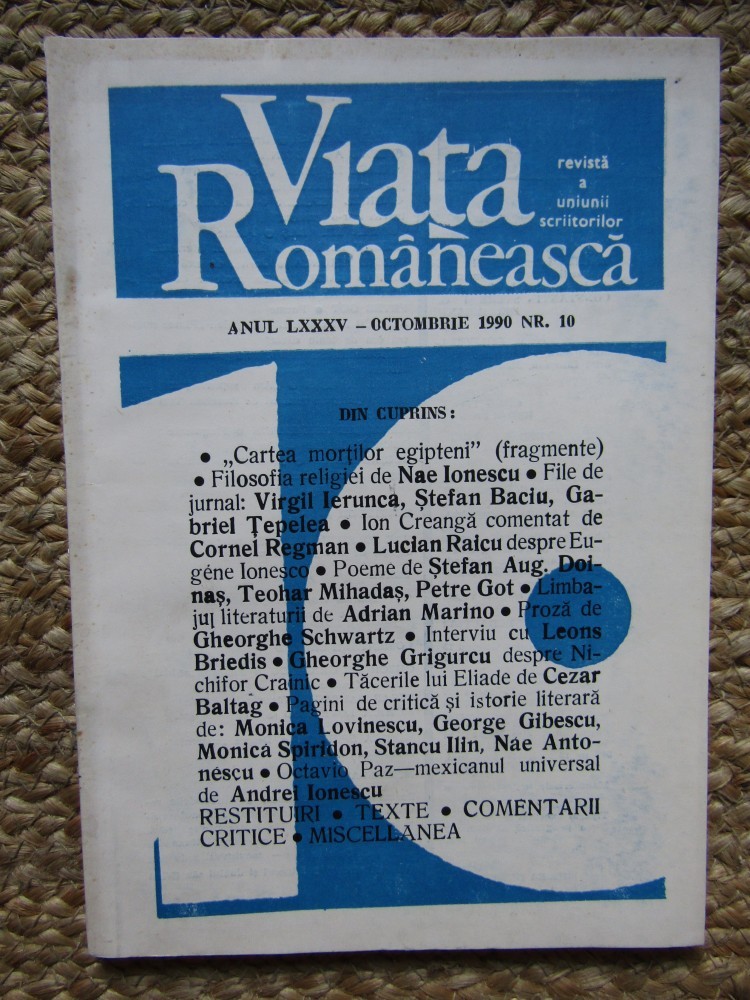 Viața
Românească
revistă
a
uniunii
scriitorilor
ANUL LXXXV — OCTOMBRIE 1990 NR. 10
DIN CUPRINS:
● „Cartea morților egipteni” (fragmente)
● Filosofia religiei de Nae Ionescu ● File de
jurnal: Virgil Ierunca, Ștefan Baciu, Ga-
briel Țepelea ● Ion Creangă comentat de
Cornel Regman ● Lucian Raicu despre Eu-
géne Ionesco ● Poeme de Ștefan Aug. Doi-
naș, Teohar Mihadaș, Petre Got ● Limba-
jul literaturii de Adrian Marino ● Proză de
Gheorghe Schwartz ● Interviu cu Leons
Briedis ● Gheorghe Grigurcu despre Ni-
chifor Crainic ● Tăcerile lui Eliade de Cezar
Baltag ● Pagini de critică și istorie literară
de: Monica Lovinescu, George Gibescu,
Monica Spiridon, Stancu Ilin, Nae Anto-
nescu ● Octavio Paz—mexicanul universal
de Andrei Ionescu
RESTITUIRI ● TEXTE ● COMENTARII
CRITICE ● MISCELLANEA
10